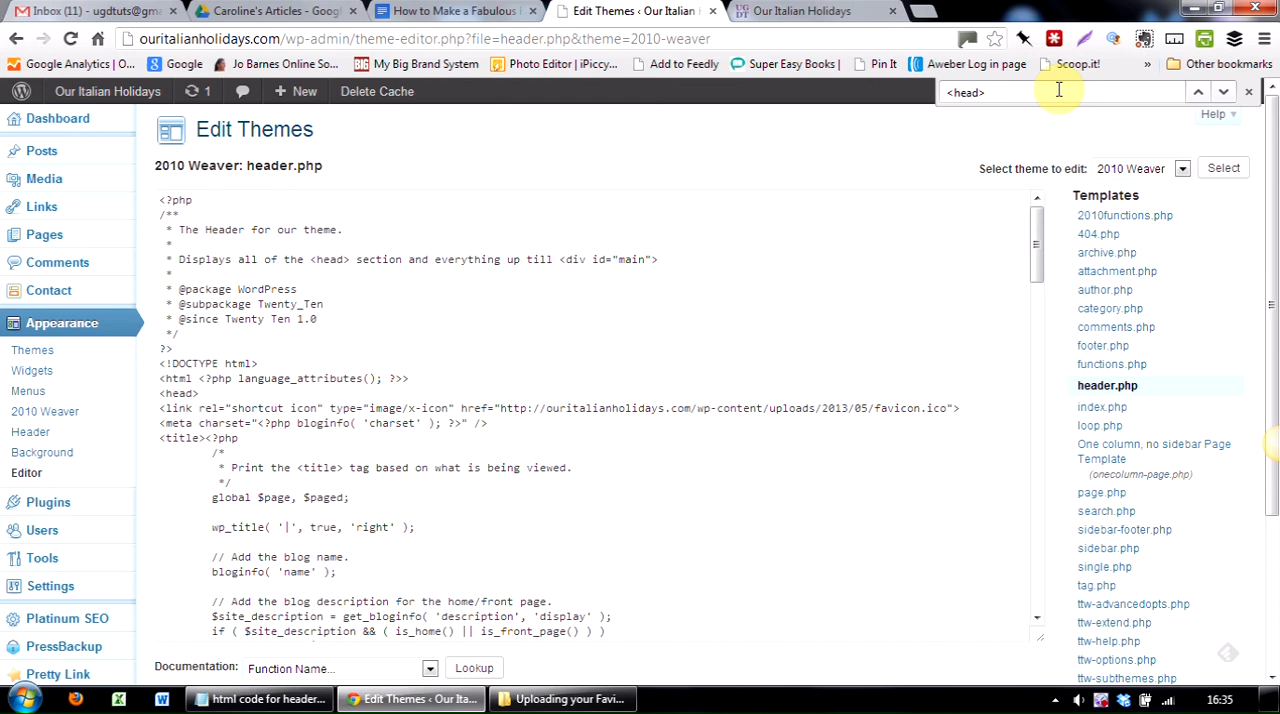 Inbox (11) - ugdtuts@gma
Caroline's Articles - Goog
How to Make a Fabulous
Edit Themes ‹ Our Italian
Our Italian Holidays
ouritalianholidays.com/wp-admin/theme-editor.php?file=header.php&theme=2010-weaver
Google Analytics | O...
Google
Jo Barnes Online So...
My Big Brand System
Photo Editor | iPiccy...
Add to Feedly
Super Easy Books |
Pin It
Aweber Log in page
Scoop.it!
»
Other bookmarks
Our Italian Holidays
1
+ New
Delete Cache
<head>
Help
Dashboard
Posts
Media
Links
Pages
Comments
Contact
Appearance
Themes
Widgets
Menus
2010 Weaver
Header
Background
Editor
Plugins
Users
Tools
Settings
Platinum SEO
PressBackup
Pretty Link
Edit Themes
2010 Weaver: header.php
Select theme to edit: 2010 Weaver
Select
<?php
/**
* The Header for our theme.
*
* Displays all of the <head> section and everything up till <div id="main">
*
* @package WordPress
* @subpackage Twenty_Ten
* @since Twenty Ten 1.0
*/
?>
<!DOCTYPE html>
<html <?php language_attributes(); ?>>
<head>
<link rel="shortcut icon" type="image/x-icon" href="http://ouritalianholidays.com/wp-content/uploads/2013/05/favicon.ico">
<meta charset="<?php bloginfo( 'charset' ); ?>" />
<title><?php
/*
* Print the <title> tag based on what is being viewed.
*/
global $page, $paged;
wp_title( '|', true, 'right' );
// Add the blog name.
bloginfo( 'name' );
// Add the blog description for the home/front page.
$site_description = get_bloginfo( 'description', 'display' );
if ( $site_description && ( is_home() || is_front_page() ) )
Documentation:
Function Name...
Lookup
Templates
2010functions.php
404.php
archive.php
attachment.php
author.php
category.php
comments.php
footer.php
functions.php
header.php
index.php
loop.php
One column, no sidebar Page
Template
(onecolumn-page.php)
page.php
search.php
sidebar-footer.php
sidebar.php
single.php
tag.php
ttw-advancedopts.php
ttw-extend.php
ttw-help.php
ttw-options.php
ttw-subthemes.php
html code for header...
Edit Themes ‹ Our Ita...
Uploading your Favi...
16:35